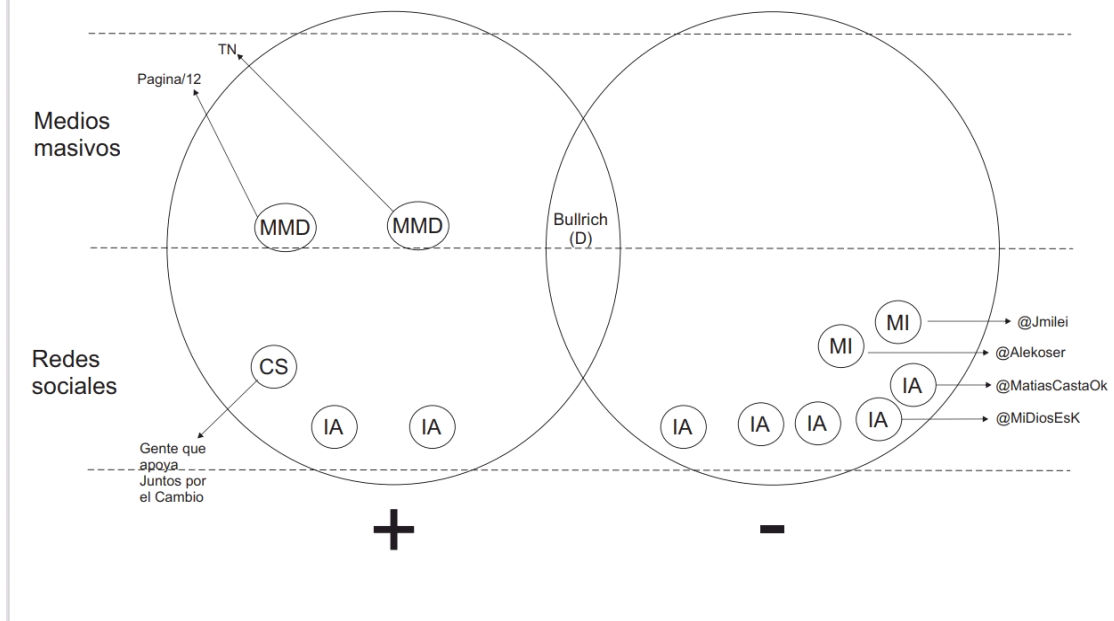 TN
Pagina/12
Medios
masivos
MMD
MMD
Bullrich
(D)
Redes
sociales
MI
@Jmilei
MI
@Alekoser
CS
IA
@MatiasCastaOk
IA
IA
IA
IA
IA
IA
@MiDiosEsK
Gente que
apoya
Juntos por
el Cambio
+
-